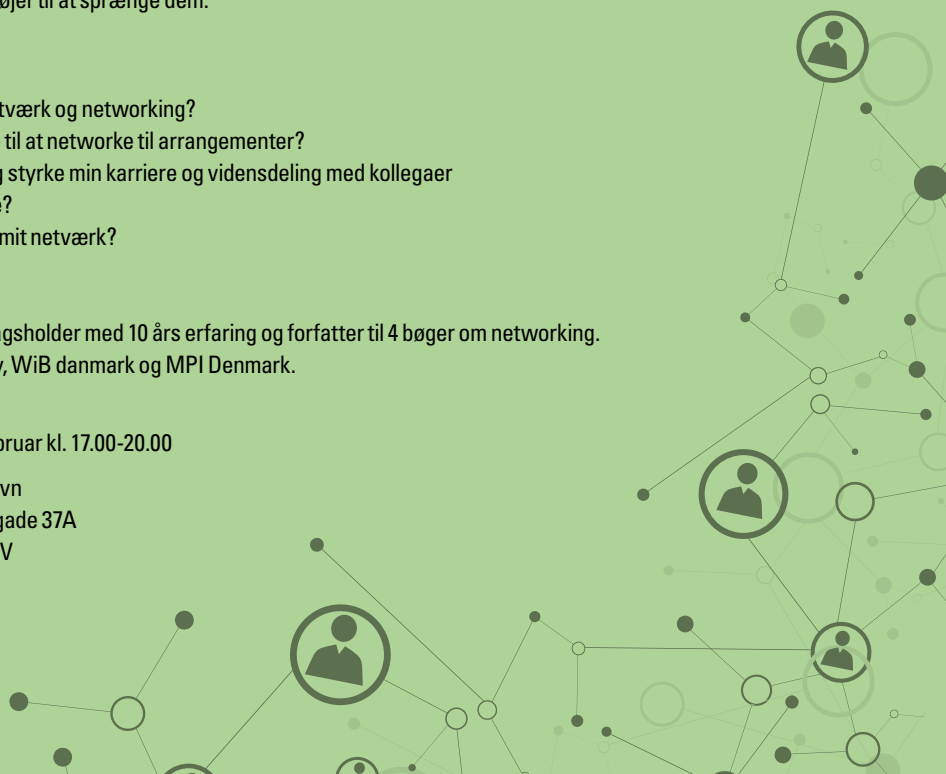 øjer til at sprænge dem.
tværk og networking?
til at networke til arrangementer?
g styrke min karriere og vidensdeling med kollegaer
e?
mit netværk?
gsholder med 10 års erfaring og forfatter til 4 bøger om networking.
, WiB danmark og MPI Denmark.
bruar kl. 17.00-20.00
vn
gade 37A
V